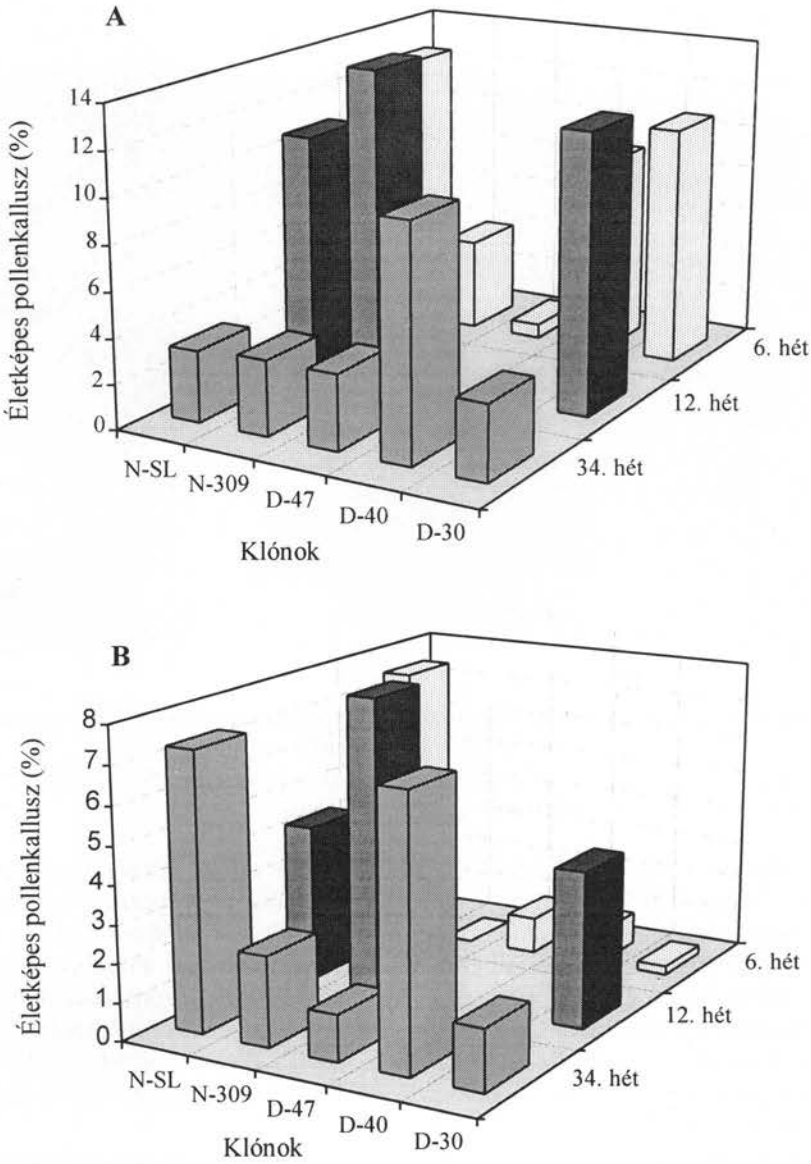 A
Életképes pollenkallusz (%)
14
12
10
8
6
4
2
0
N-SL
N-309
D-47
D-40
D-30
Klónok
34. hét
12. hét
6. hét
B
Életképes pollenkallusz (%)
8
7
6
5
4
3
2
1
0
N-SL
N-309
D-47
D-40
D-30
Klónok
34. hét
12. hét
6. hét